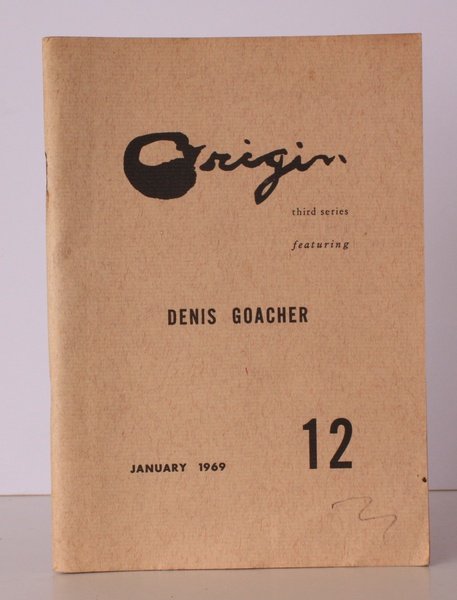 Origin
third series
featuring
DENIS GOACHER
12
JANUARY 1969